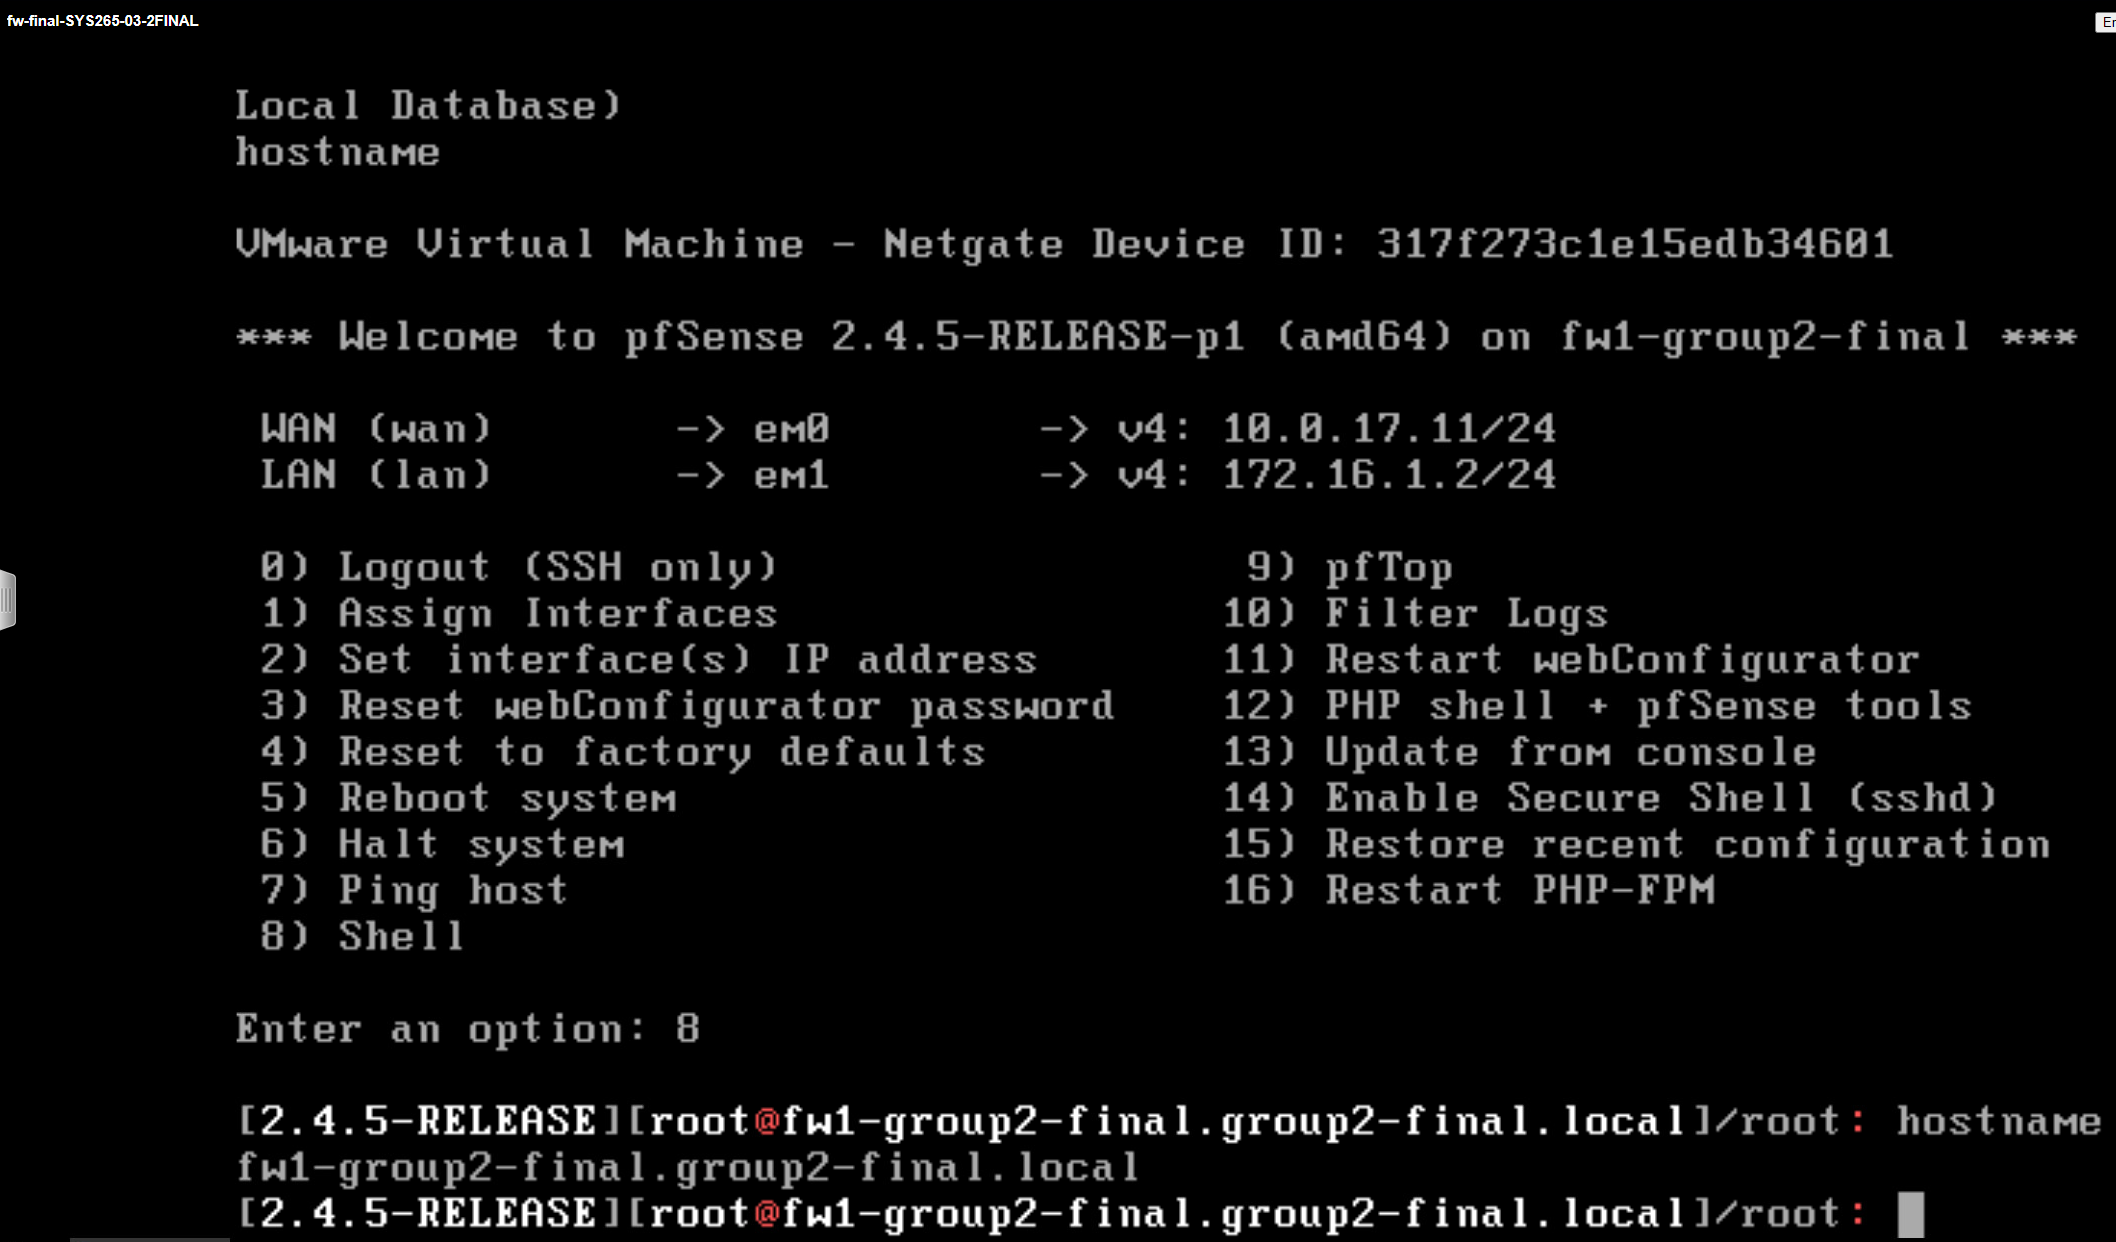 fw-final-SYS265-03-2FINAL
Local Database)
hostname
VMware Virtual Machine - Netgate Device ID: 317f273c1e15edb34601
*** Welcome to pfSense 2.4.5-RELEASE-p1 (amd64) on fw1-group2-final ***
WAN (wan) -> em0 -> v4: 10.0.17.11/24
LAN (lan) -> em1 -> v4: 172.16.1.2/24
0) Logout (SSH only) 9) pfTop
1) Assign Interfaces 10) Filter Logs
2) Set interface(s) IP address 11) Restart webConfigurator
3) Reset webConfigurator password 12) PHP shell + pfSense tools
4) Reset to factory defaults 13) Update from console
5) Reboot system 14) Enable Secure Shell (sshd)
6) Halt system 15) Restore recent configuration
7) Ping host 16) Restart PHP-FPM
8) Shell
Enter an option: 8
[2.4.5-RELEASE][root@fw1-group2-final.group2-final.local]/root: hostname
fw1-group2-final.group2-final.local
[2.4.5-RELEASE][root@fw1-group2-final.group2-final.local]/root: